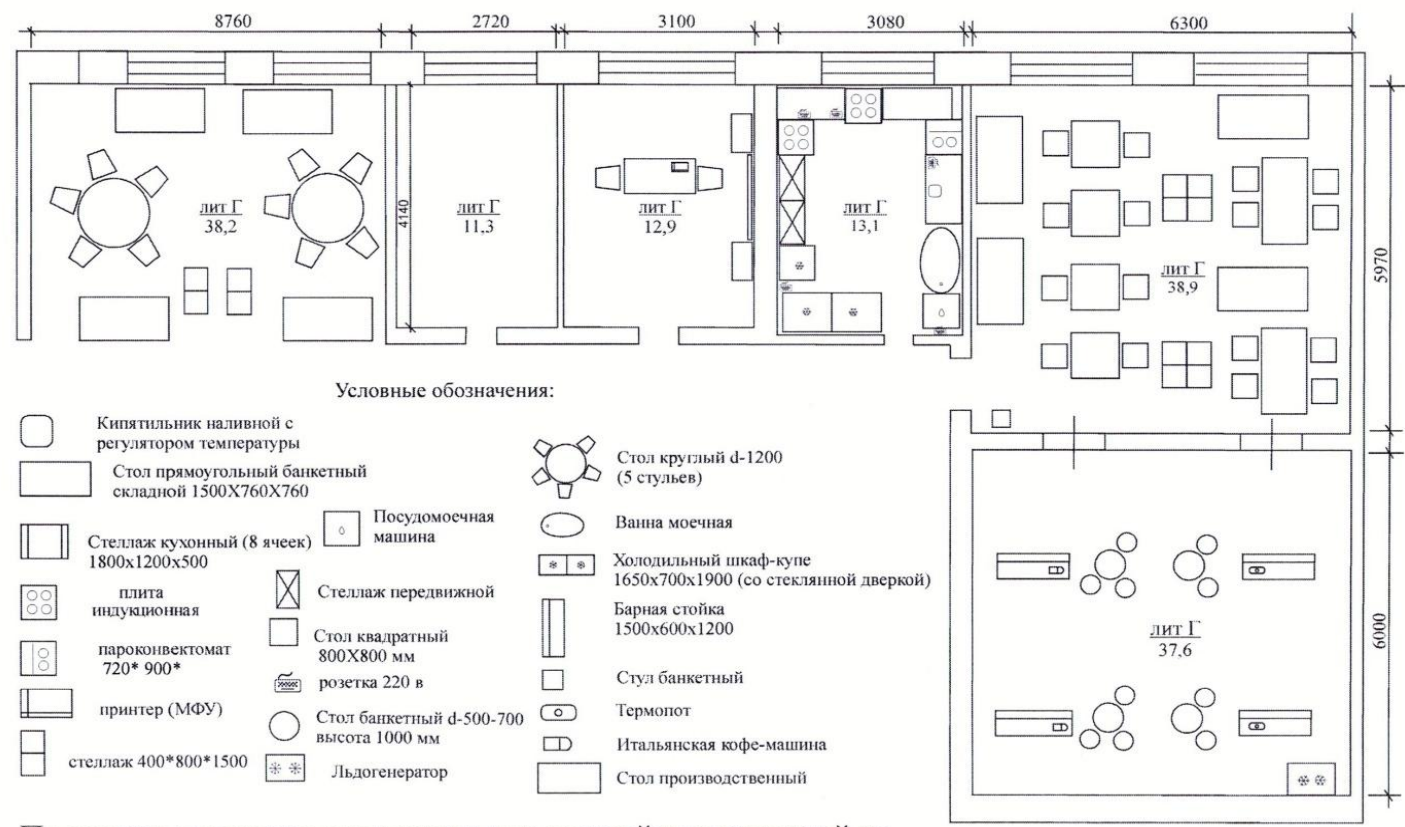 8760
2720
3100
3080
6300
4140
5970
6000
лит Г
38,2
лит Г
11,3
лит Г
12,9
лит Г
13,1
лит Г
38,9
лит Г
37,6
Условные обозначения:
Кипятильник наливной с
регулятором температуры
Стол прямоугольный банкетный
складной 1500Х760Х760
Стеллаж кухонный (8 ячеек)
1800х1200х500
плита
индукционная
пароконвектомат
720* 900*
принтер (МФУ)
стеллаж 400*800*1500
Посудомоечная
машина
Стеллаж передвижной
Стол квадратный
800Х800 мм
розетка 220 в
Стол банкетный d-500-700
высота 1000 мм
Льдогенератор
Стол круглый d-1200
(5 стульев)
Ванна моечная
Холодильный шкаф-купе
1650х700х1900 (со стеклянной дверкой)
Барная стойка
1500х600х1200
Стул банкетный
Термопот
Итальянская кофе-машина
Стол производственный